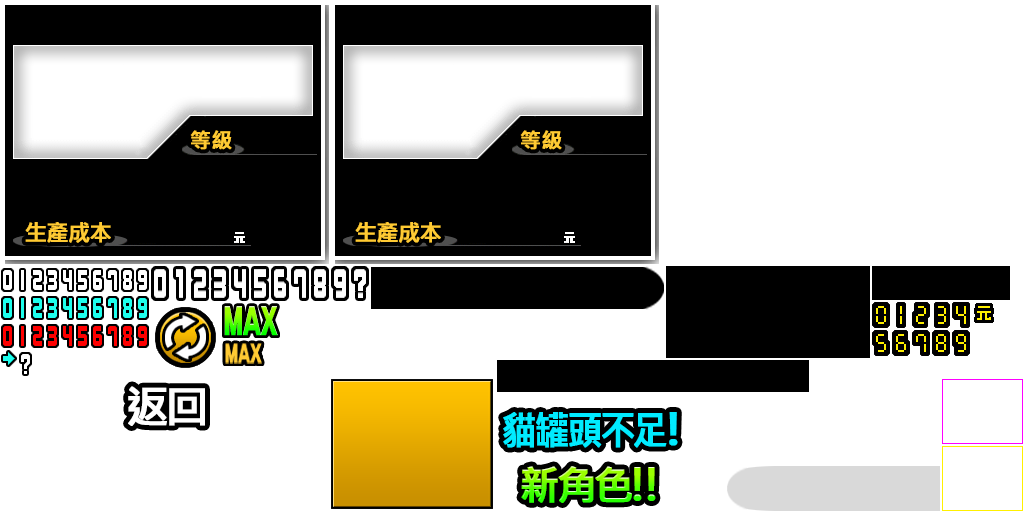 等級
生產成本 元
等級
生產成本 元
0123456789
0123456789
0123456789
?
0123456789?
MAX
MAX
01234元
56789
返回
貓罐頭不足!
新角色!!